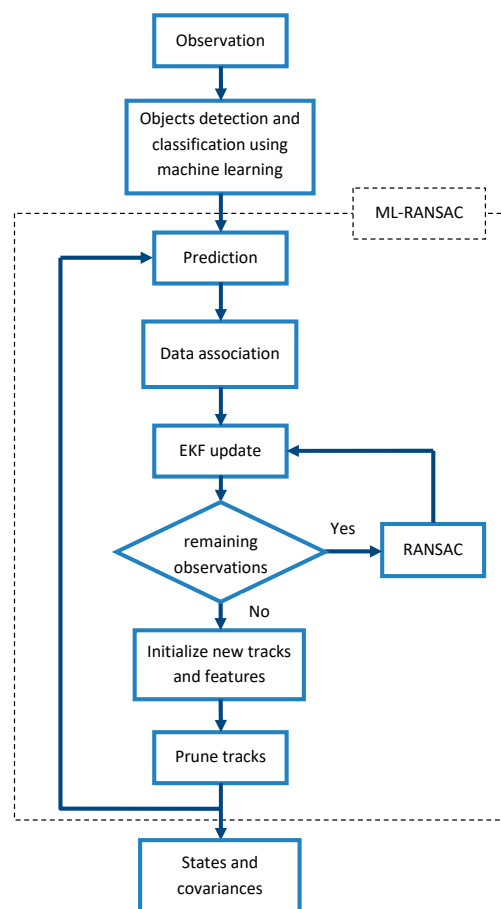 Observation
Objects detection and
classification using
machine learning
ML-RANSAC
Prediction
Data association
EKF update
remaining
observations
Yes
RANSAC
No
Initialize new tracks
and features
Prune tracks
States and
covariances